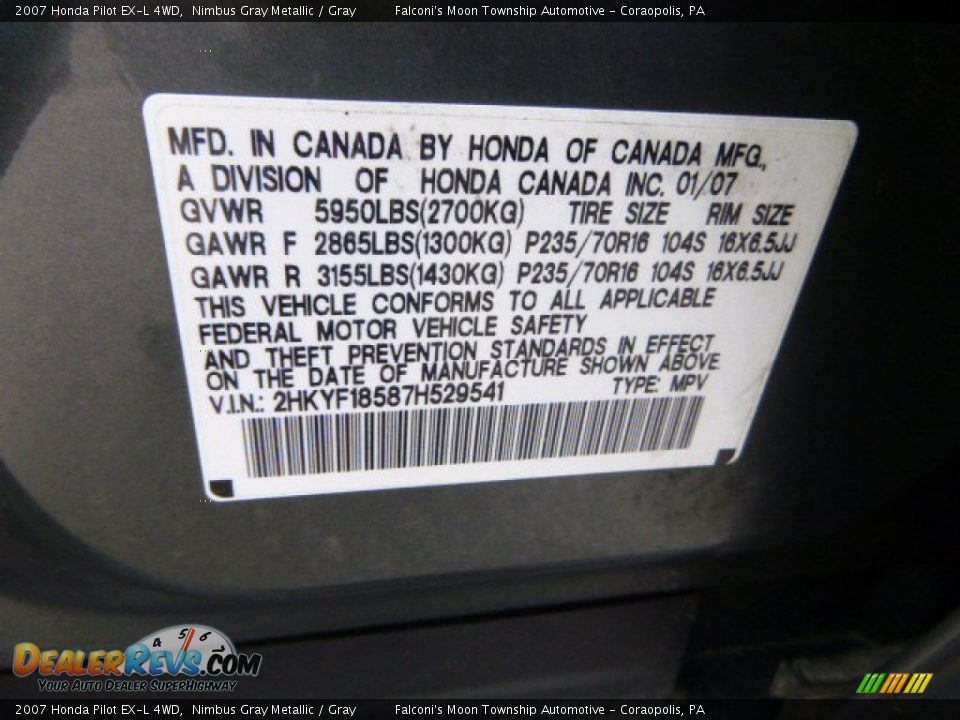 2007 Honda Pilot EX-L 4WD, Nimbus Gray Metallic / Gray Falconi's Moon Township Automotive - Coraopolis, PA
MFD. IN CANADA BY HONDA OF CANADA MFG.,
A DIVISION OF HONDA CANADA INC. 01/07
GVWR 5950LBS(2700KG) TIRE SIZE RIM SIZE
GAWR F 2865LBS(1300KG) P235/70R16 104S 16X6.5JJ
GAWR R 3155LBS(1430KG) P235/70R16 104S 16X6.5JJ
THIS VEHICLE CONFORMS TO ALL APPLICABLE
FEDERAL MOTOR VEHICLE SAFETY
AND THEFT PREVENTION STANDARDS IN EFFECT
ON THE DATE OF MANUFACTURE SHOWN ABOVE
V.I.N.: 2HKYF18587H529541 TYPE: MPV
4 5 6
DEALERREVS.COM
YOUR AUTO DEALER SUPERHIGHWAY
2007 Honda Pilot EX-L 4WD, Nimbus Gray Metallic / Gray Falconi's Moon Township Automotive - Coraopolis, PA